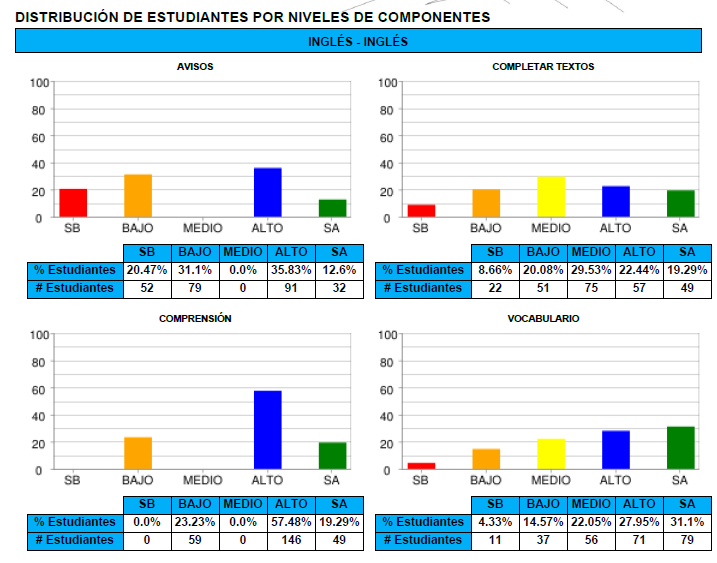 DISTRIBUCIÓN DE ESTUDIANTES POR NIVELES DE COMPONENTES
INGLÉS - INGLÉS
AVISOS
100
80
60
40
20
0
SB BAJO MEDIO ALTO SA
SB BAJO MEDIO ALTO SA
% Estudiantes 20.47% 31.1% 0.0% 35.83% 12.6%
# Estudiantes 52 79 0 91 32
COMPLETAR TEXTOS
100
80
60
40
20
0
SB BAJO MEDIO ALTO SA
SB BAJO MEDIO ALTO SA
% Estudiantes 8.66% 20.08% 29.53% 22.44% 19.29%
# Estudiantes 22 51 75 57 49
COMPRENSIÓN
100
80
60
40
20
0
SB BAJO MEDIO ALTO SA
SB BAJO MEDIO ALTO SA
% Estudiantes 0.0% 23.23% 0.0% 57.48% 19.29%
# Estudiantes 0 59 0 146 49
VOCABULARIO
100
80
60
40
20
0
SB BAJO MEDIO ALTO SA
SB BAJO MEDIO ALTO SA
% Estudiantes 4.33% 14.57% 22.05% 27.95% 31.1%
# Estudiantes 11 37 56 71 79